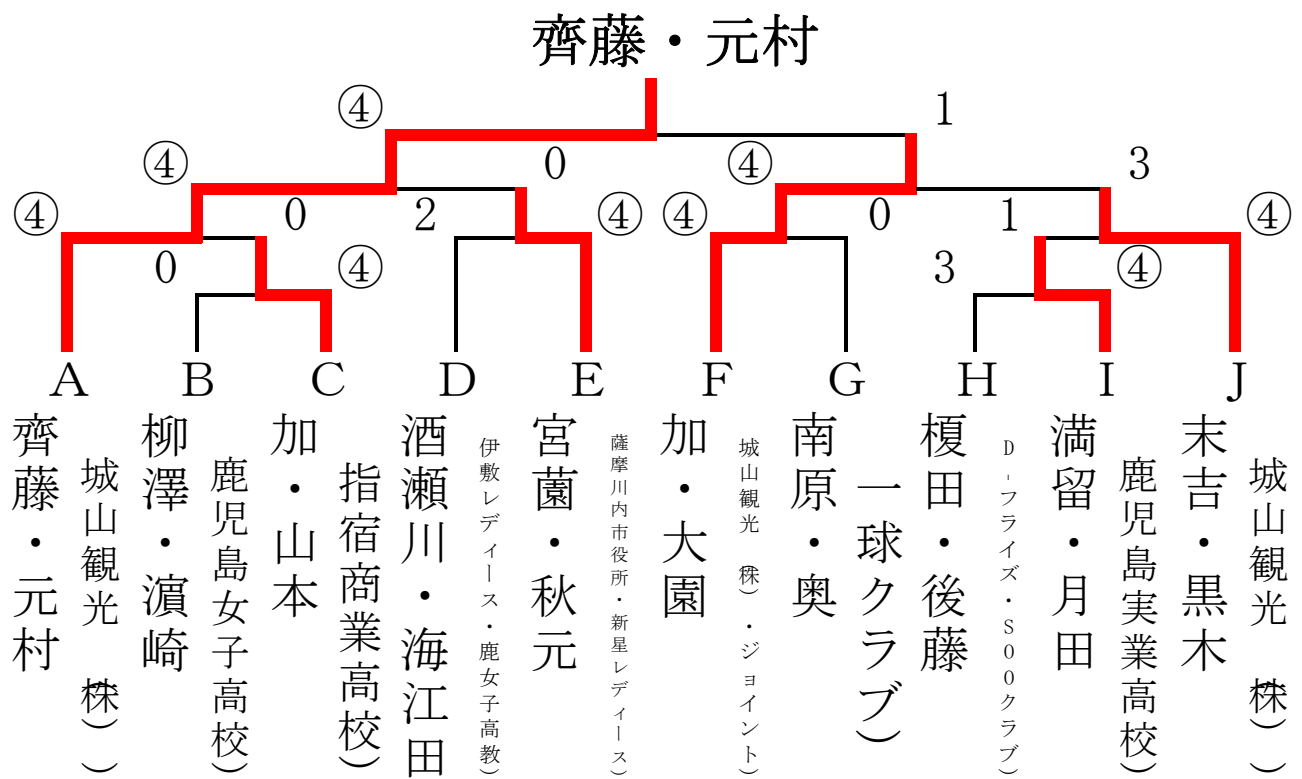 齊藤・元村
④
1
④
0
④
3
④
0
2
④
④
0
1
④
0
④
3
④
A
B
C
D
E
F
G
H
I
J
齊藤・元村
城山観光（株））
柳澤・濵崎
鹿児島女子高校）
加・山本
指宿商業高校）
酒瀬川・海江田
伊敷レディース・鹿女子高教）
宮薗・秋元
薩摩川内市役所・新星レディース）
加・大園
城山観光（株）・ジョイント）
南原・奥
一球クラブ）
榎田・後藤
D-フライズ・S00クラブ）
満留・月田
鹿児島実業高校）
末吉・黒木
城山観光（株））